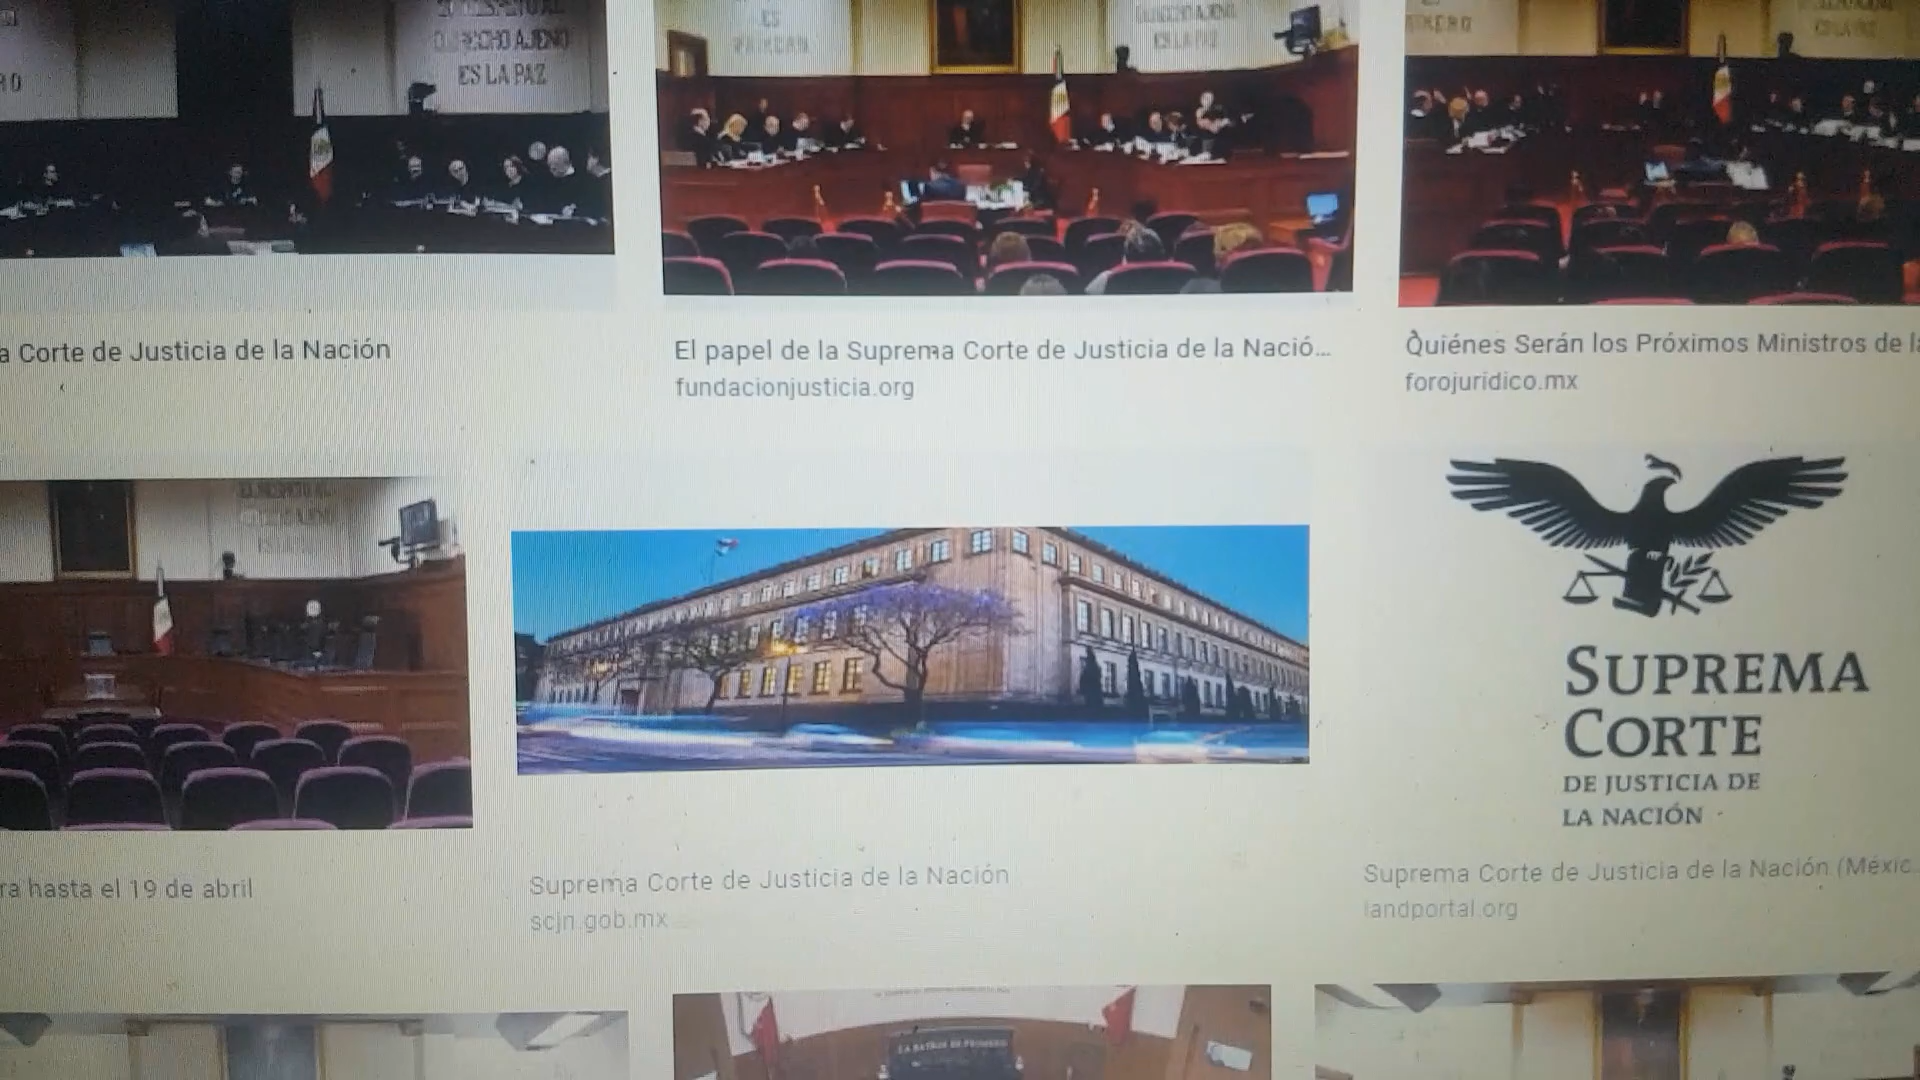 DERECHO AJENO
ES LA PAZ
a Corte de Justicia de la Nación
El papel de la Suprema Corte de Justicia de la Nació...
fundacionjusticia.org
Quiénes Serán los Próximos Ministros de la
forojuridico.mx
SUPREMA
CORTE
DE JUSTICIA DE
LA NACIÓN
ra hasta el 19 de abril
Suprema Corte de Justicia de la Nación
scjn.gob.mx
Suprema Corte de Justicia de la Nación (Méxic...
landportal.org